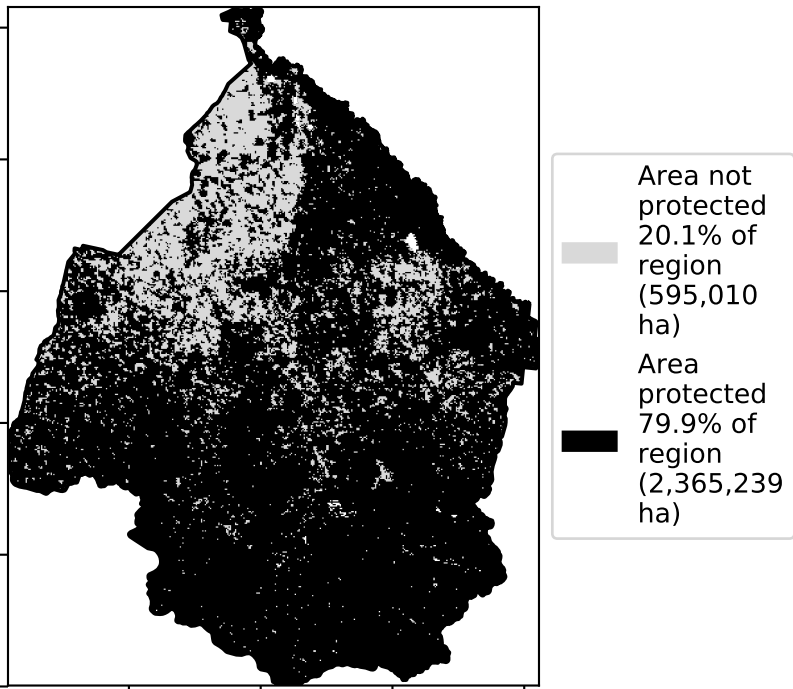 Area not
protected
20.1% of
region
(595,010
ha)
Area
protected
79.9% of
region
(2,365,239
ha)